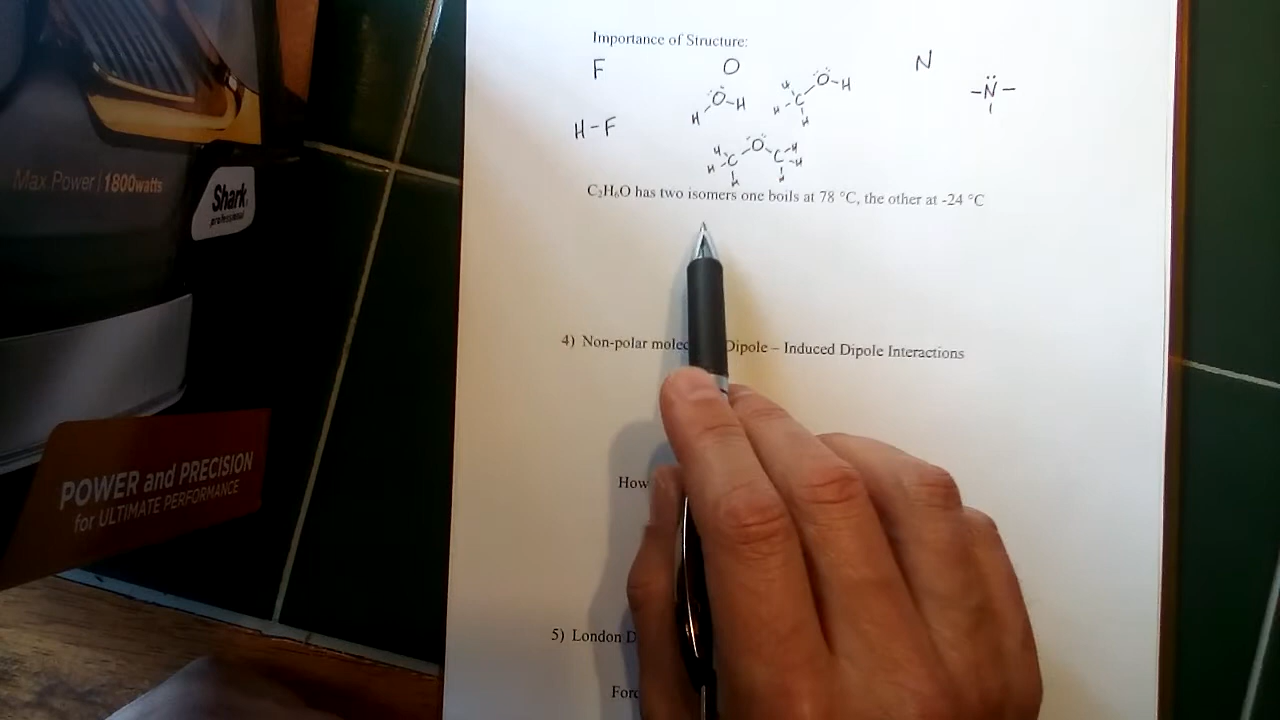 Importance of Structure:
F O N
H-O-H
H-F
-N-
C₂H₆O has two isomers one boils at 78 °C, the other at -24 °C
4) Non-polar Dipole – Induced Dipole Interactions
How
5) London D
Forc
Max Power | 1800watts
Shark
professional
POWER and PRECISION
for ULTIMATE PERFORMANCE